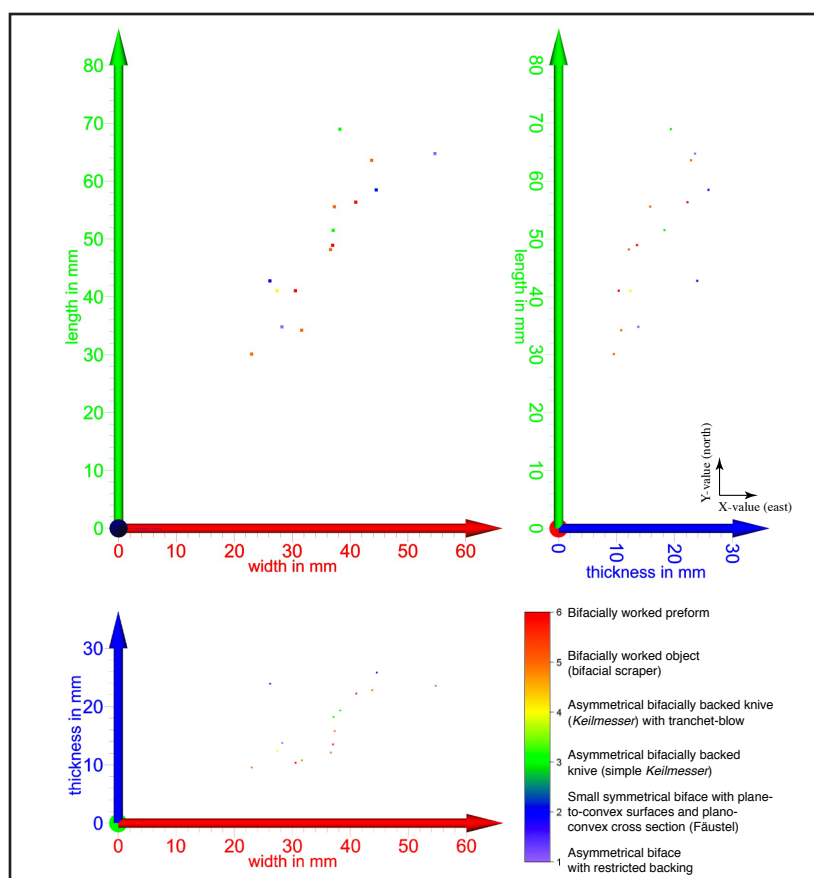 80
70
60
50
40
30
20
10
0
length in mm
0 10 20 30 40 50 60
width in mm
80
70
60
50
40
30
20
10
0
length in mm
0 10 20 30
thickness in mm
Y-value (north)
X-value (east)
30
20
10
0
thickness in mm
0 10 20 30 40 50 60
width in mm
6 Bifacially worked preform
5 Bifacially worked object
(bifacial scraper)
4 Asymmetrical bifacially backed knive
(Keilmesser) with tranchet-blow
3 Asymmetrical bifacially backed
knive (simple Keilmesser)
2 Small symmetrical biface with plane-
to-convex surfaces and plano-
convex cross section (Fäustel)
1 Asymmetrical biface
with restricted backing